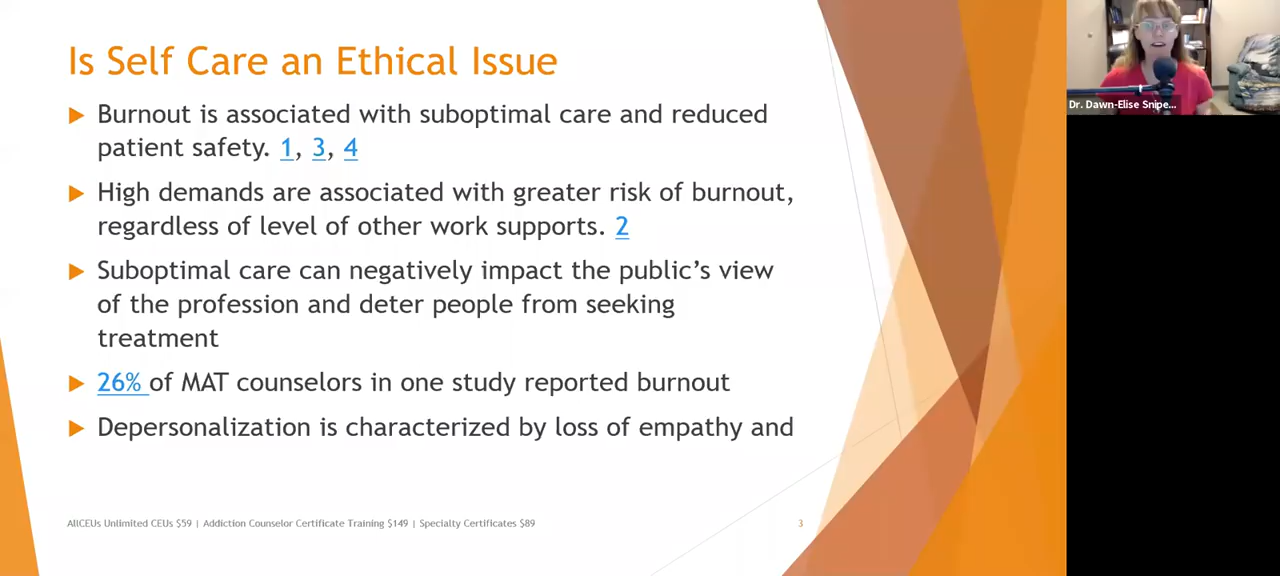 Is Self Care an Ethical Issue
Burnout is associated with suboptimal care and reduced
patient safety. 1, 3, 4
High demands are associated with greater risk of burnout,
regardless of level of other work supports. 2
Suboptimal care can negatively impact the public's view
of the profession and deter people from seeking
treatment
26% of MAT counselors in one study reported burnout
Depersonalization is characterized by loss of empathy and
AllCEUs Unlimited CEUs $59 | Addiction Counselor Certificate Training $149 | Specialty Certificates $89
3
Dr. Dawn-Elise Snipe...